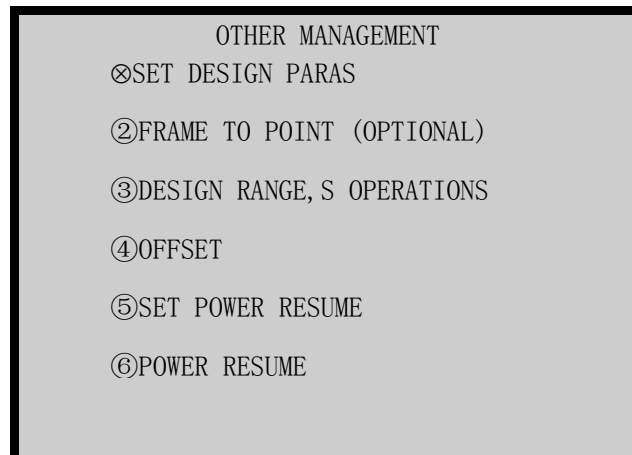 OTHER MANAGEMENT
⊗SET DESIGN PARAS
②FRAME TO POINT (OPTIONAL)
③DESIGN RANGE,S OPERATIONS
④OFFSET
⑤SET POWER RESUME
⑥POWER RESUME